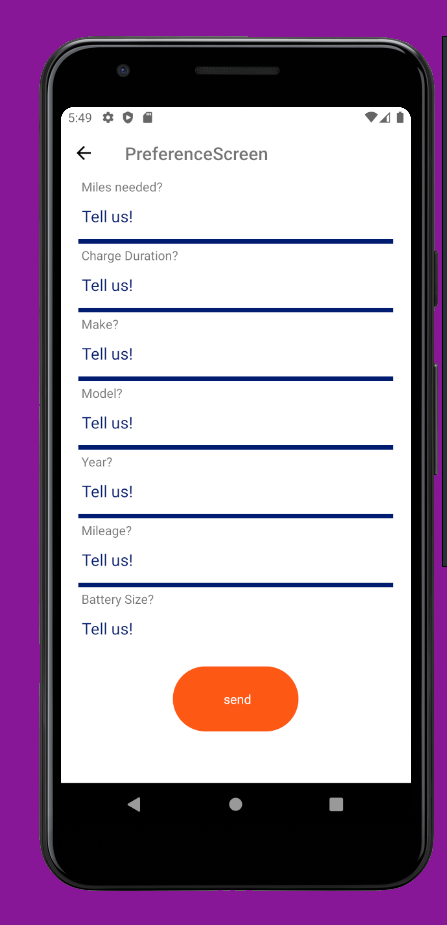 5:49
PreferenceScreen
Miles needed?
Tell us!
Charge Duration?
Tell us!
Make?
Tell us!
Model?
Tell us!
Year?
Tell us!
Mileage?
Tell us!
Battery Size?
Tell us!
send